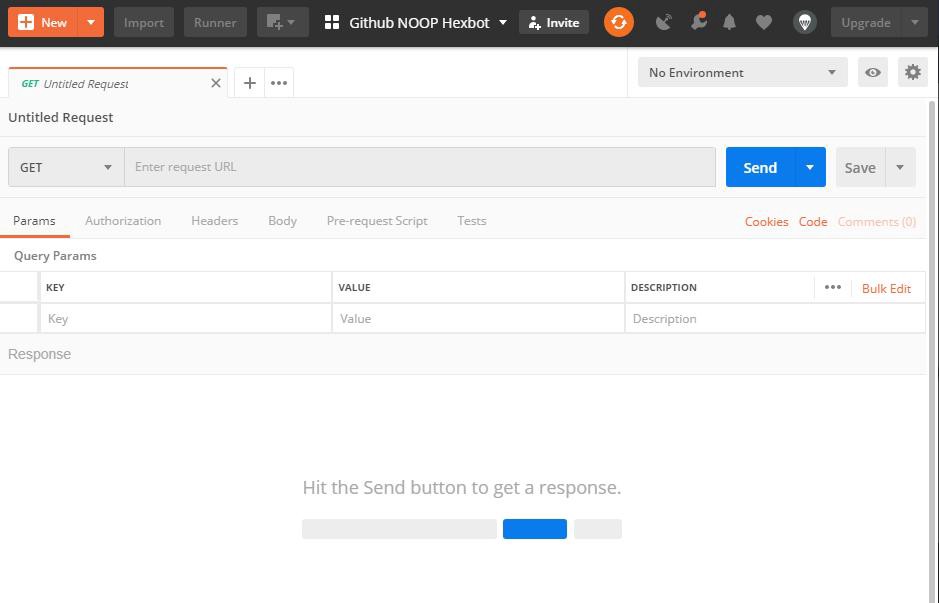 New Import Runner Github NOOP Hexbot Invite Upgrade
GET Untitled Request No Environment
Untitled Request
GET Enter request URL Send Save
Params Authorization Headers Body Pre-request Script Tests Cookies Code Comments (0)
Query Params
KEY VALUE DESCRIPTION Bulk Edit
Key Value Description
Response
Hit the Send button to get a response.